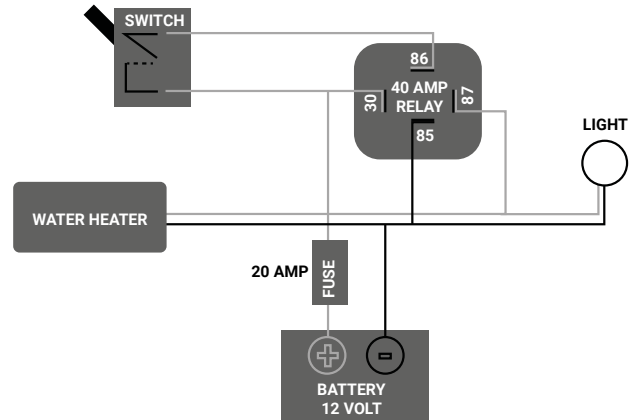 SWITCH
86
40 AMP
RELAY
30
87
85
LIGHT
WATER HEATER
20 AMP
FUSE
+
-
BATTERY
12 VOLT